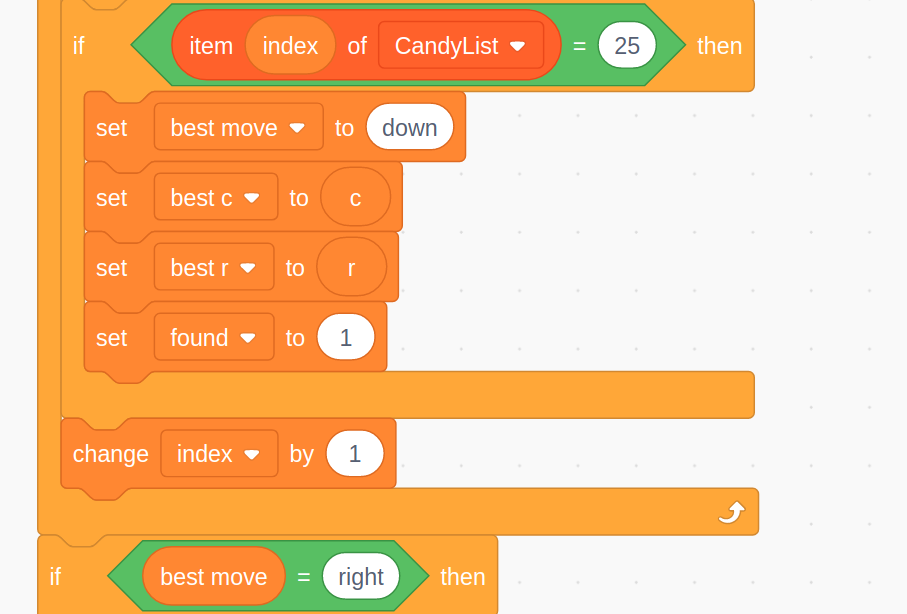 if item index of CandyList = 25 then
set best move to down
set best c to c
set best r to r
set found to 1
change index by 1
if best move = right then